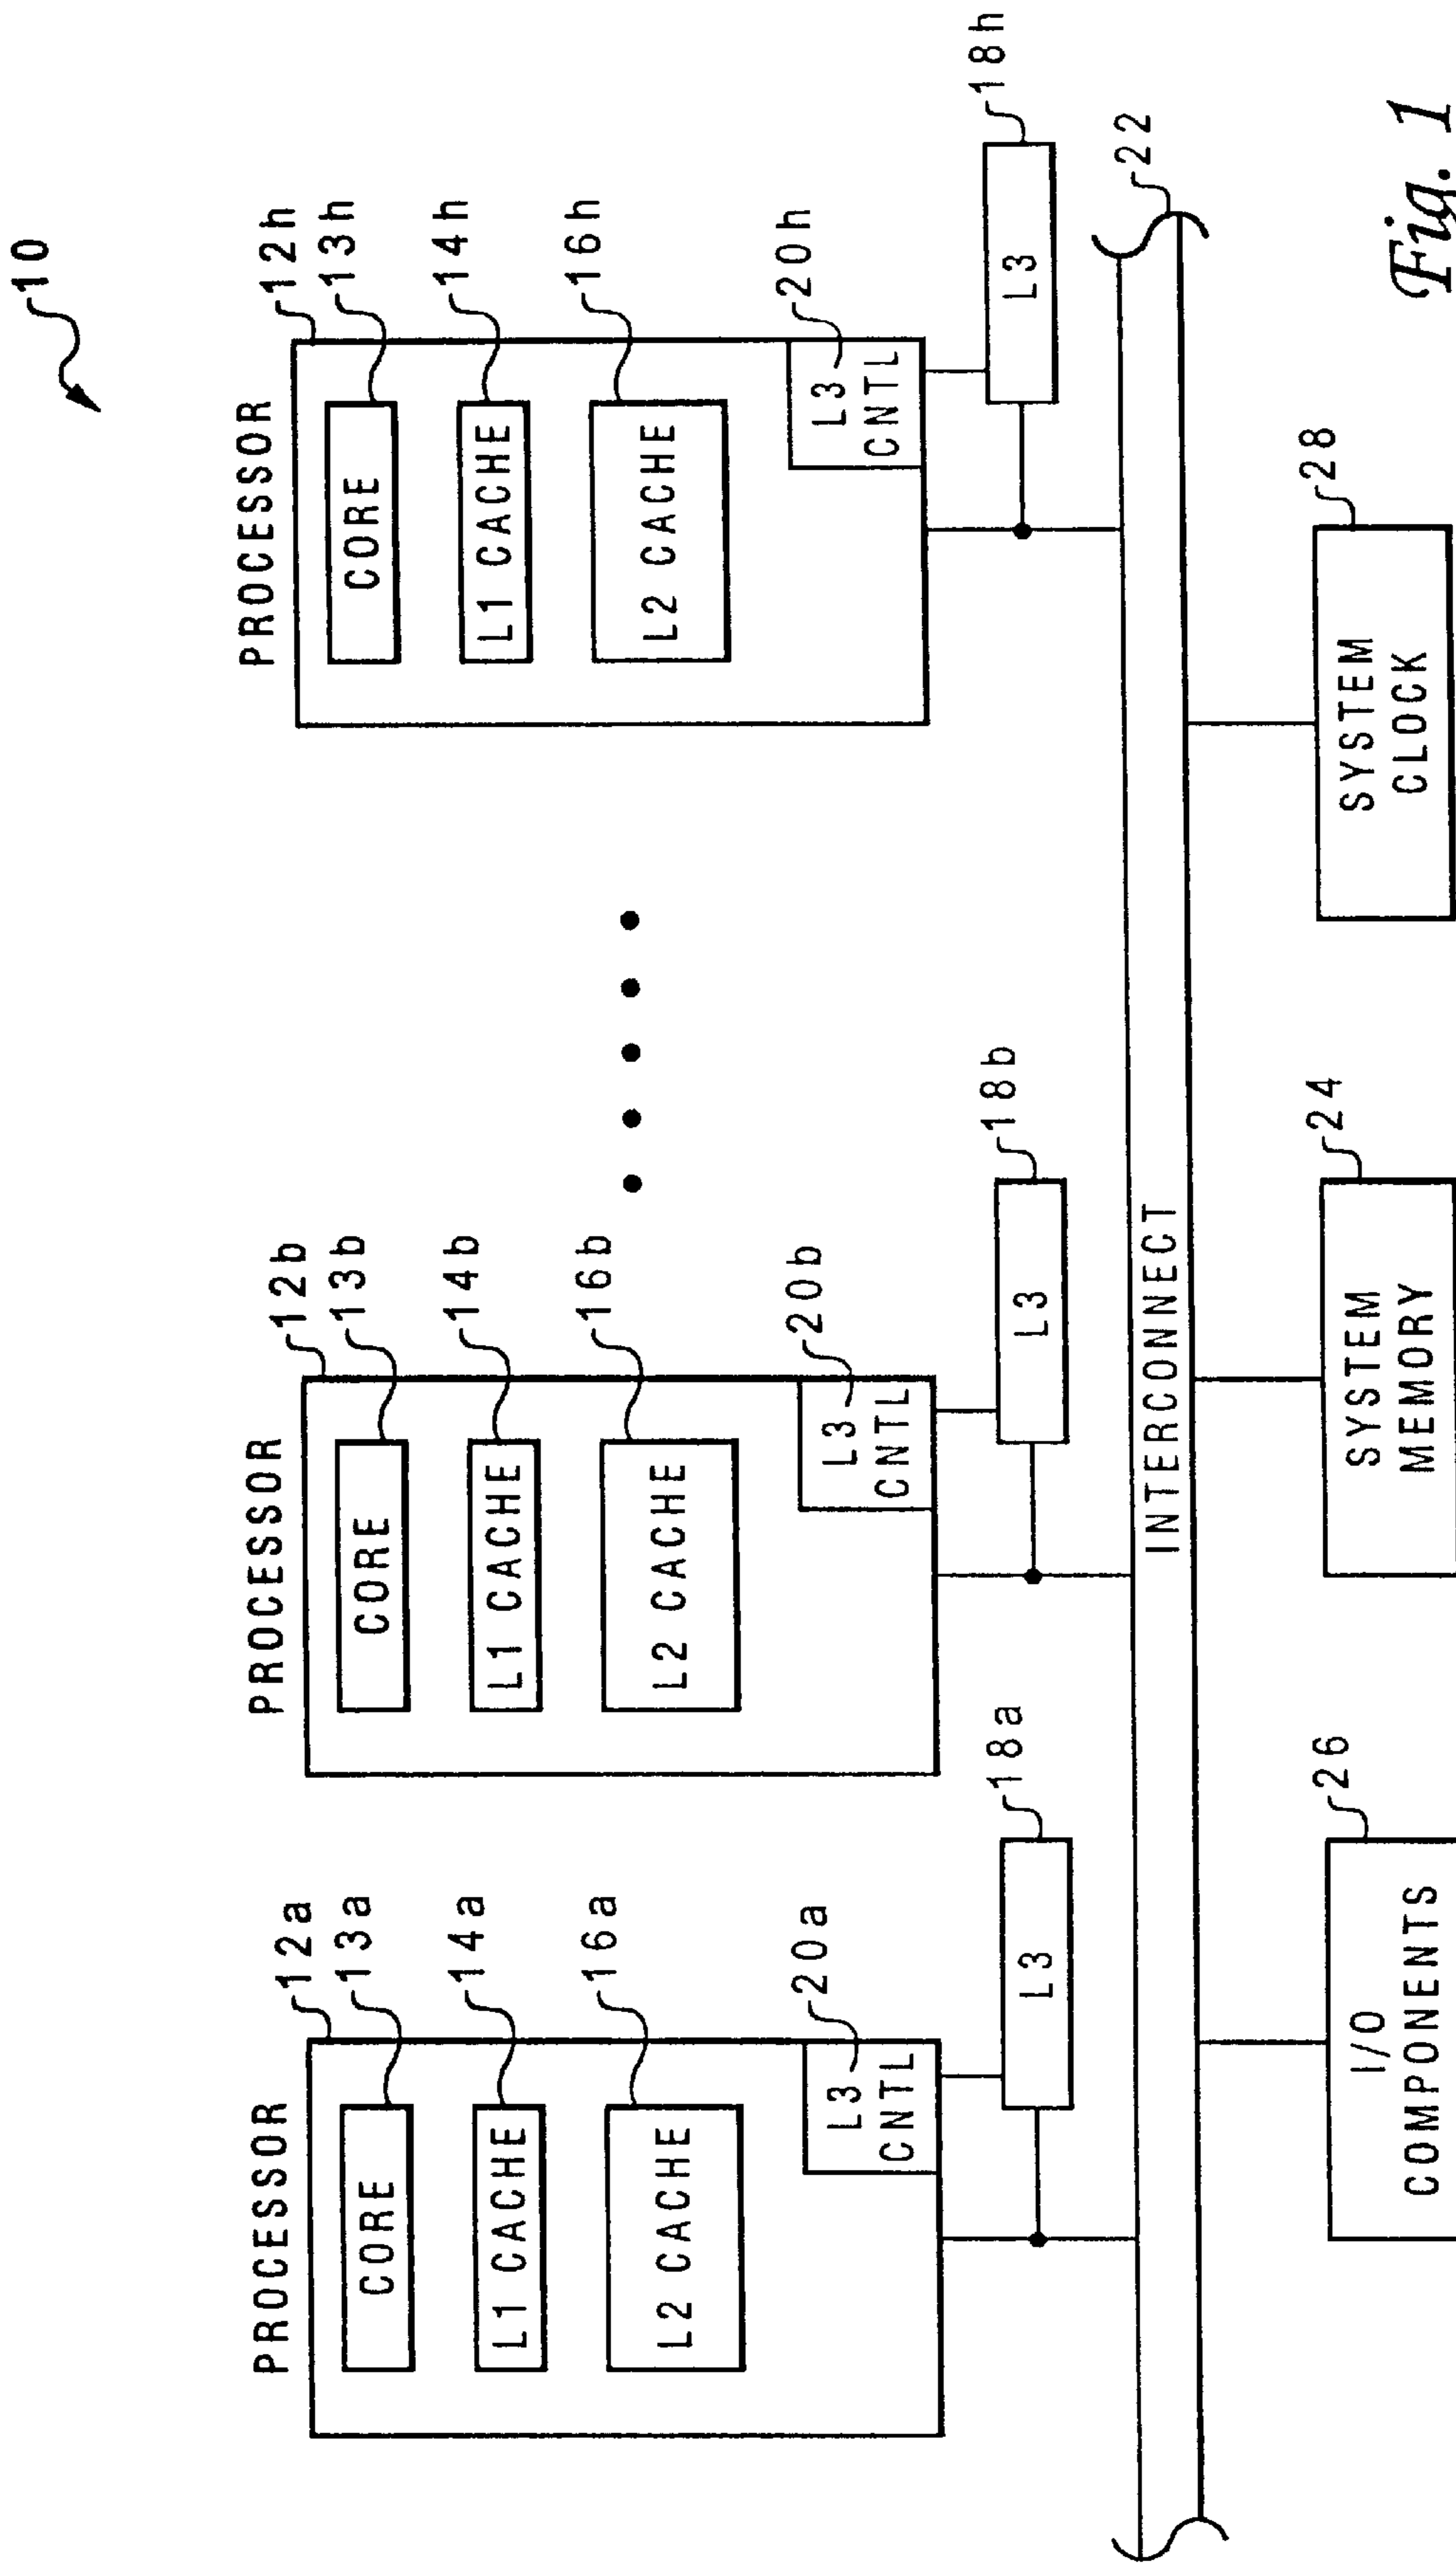 10
PROCESSOR
12a
13a
CORE
14a
L1 CACHE
16a
L2 CACHE
20a
L3
CNTL
18a
L3
PROCESSOR
12b
13b
CORE
14b
L1 CACHE
16b
L2 CACHE
20b
L3
CNTL
18b
L3
PROCESSOR
12h
13h
CORE
14h
L1 CACHE
16h
L2 CACHE
20h
L3
CNTL
18h
L3
INTERCONNECT
22
26
I/O
COMPONENTS
24
SYSTEM
MEMORY
28
SYSTEM
CLOCK
Fig. 1